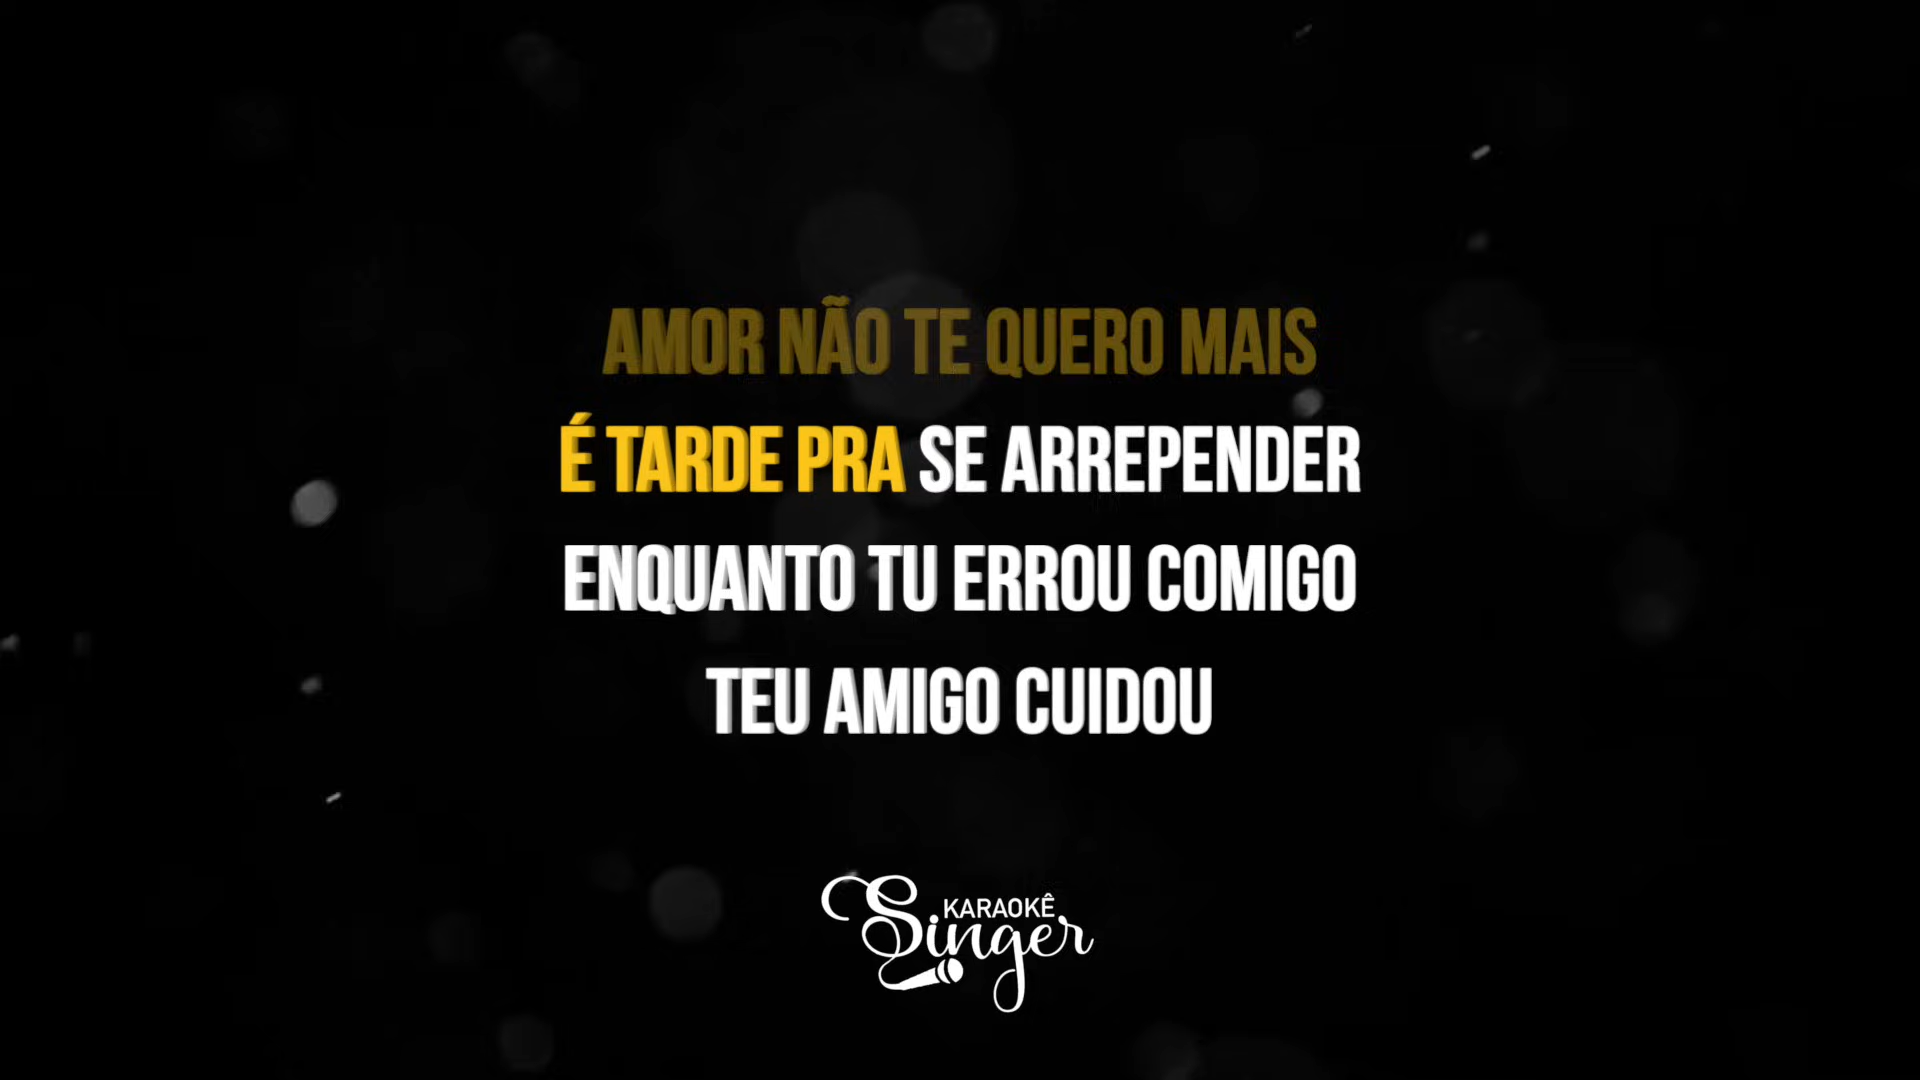 AMOR NÃO TE QUERO MAIS
É TARDE PRA SE ARREPENDER
ENQUANTO TU ERROU COMIGO
TEU AMIGO CUIDOU
KARAOKÊ
Singer